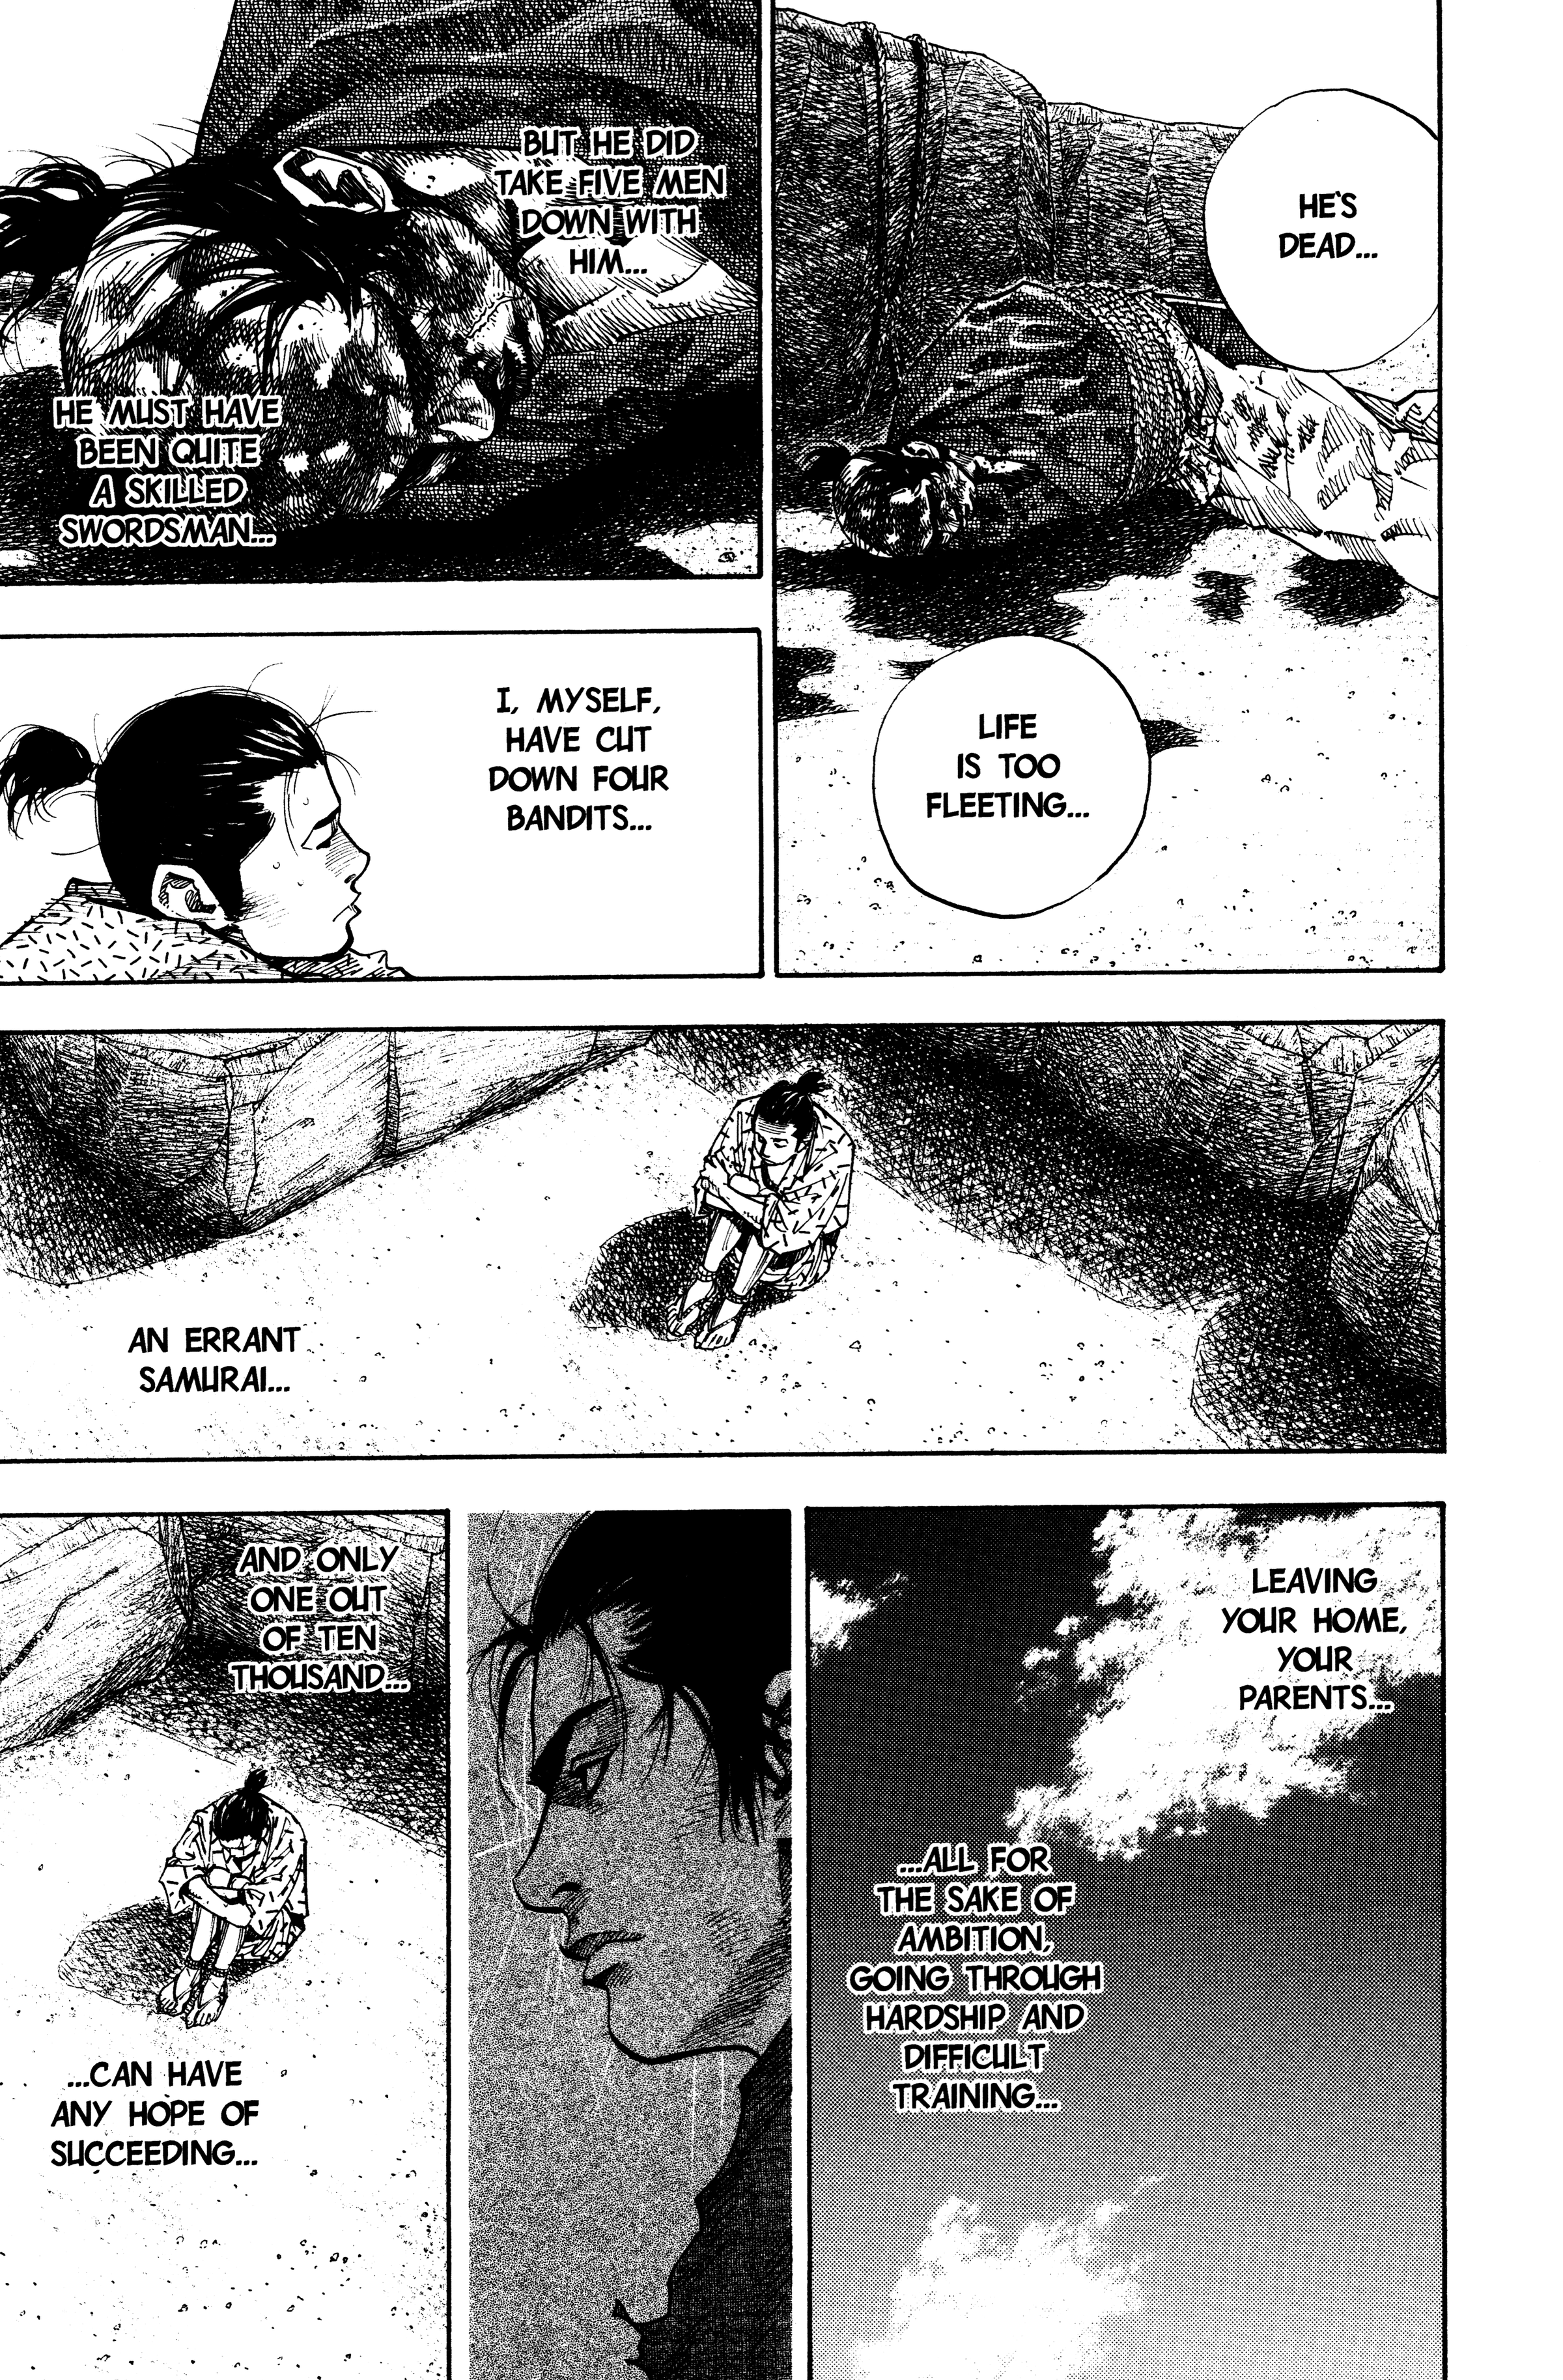 HE'S
DEAD...
LIFE
IS TOO
FLEETING...
BUT HE DID
TAKE FIVE MEN
DOWN WITH
HIM...
HE MUST HAVE
BEEN QUITE
A SKILLED
SWORDSMAN...
I, MYSELF,
HAVE CUT
DOWN FOUR
BANDITS...
AN ERRANT
SAMURAI...
LEAVING
YOUR HOME,
YOUR
PARENTS...
...ALL FOR
THE SAKE OF
AMBITION,
GOING THROUGH
HARDSHIP AND
DIFFICULT
TRAINING...
AND ONLY
ONE OUT
OF TEN
THOUSAND...
...CAN HAVE
ANY HOPE OF
SUCCEEDING...